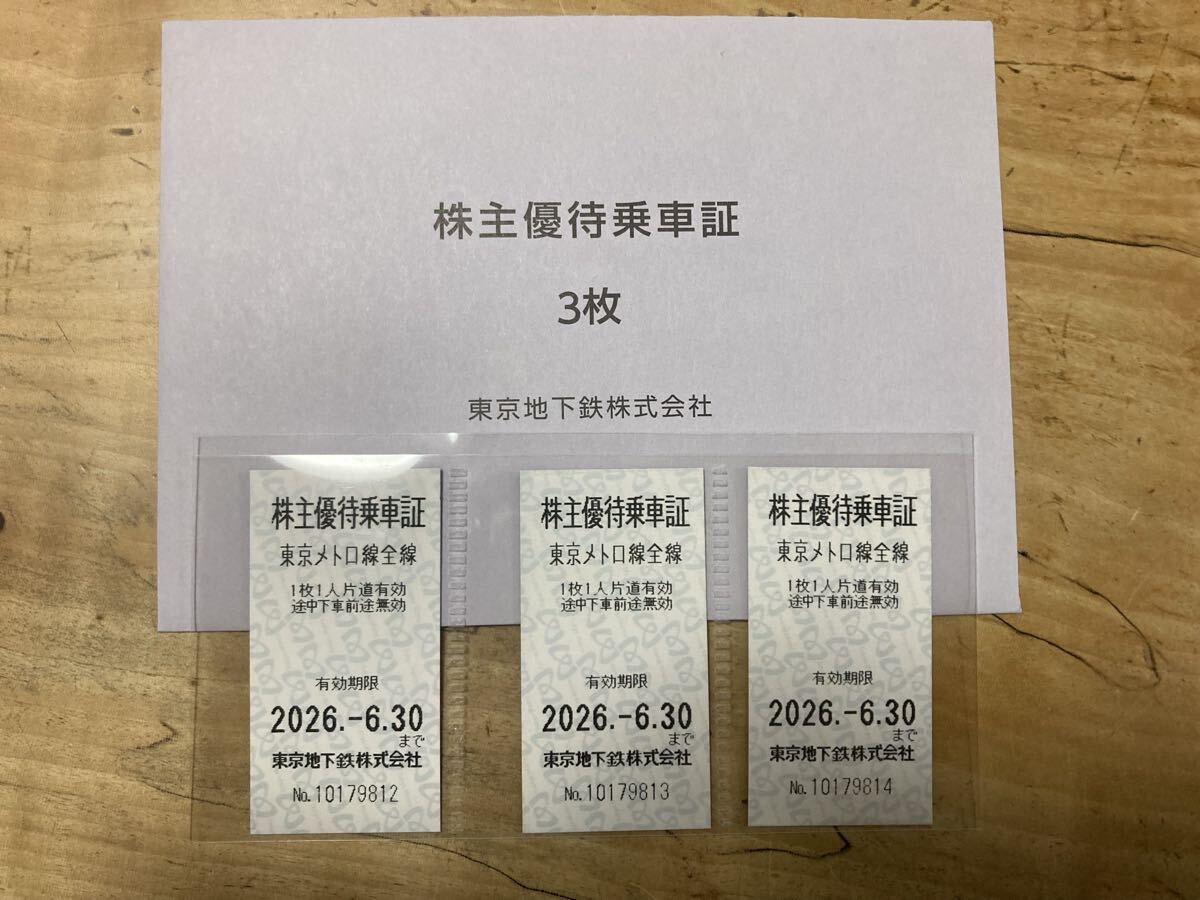 株主優待乗車証
3枚
東京地下鉄株式会社
株主優待乗車証
東京メトロ線全線
1枚1人片道有効
途中下車前途無効
有効期限
2026.-6.30
まで
東京地下鉄株式会社
No.10179812
株主優待乗車証
東京メトロ線全線
1枚1人片道有効
途中下車前途無効
有効期限
2026.-6.30
まで
東京地下鉄株式会社
No.10179813
株主優待乗車証
東京メトロ線全線
1枚1人片道有効
途中下車前途無効
有効期限
2026.-6.30
まで
東京地下鉄株式会社
No.10179814